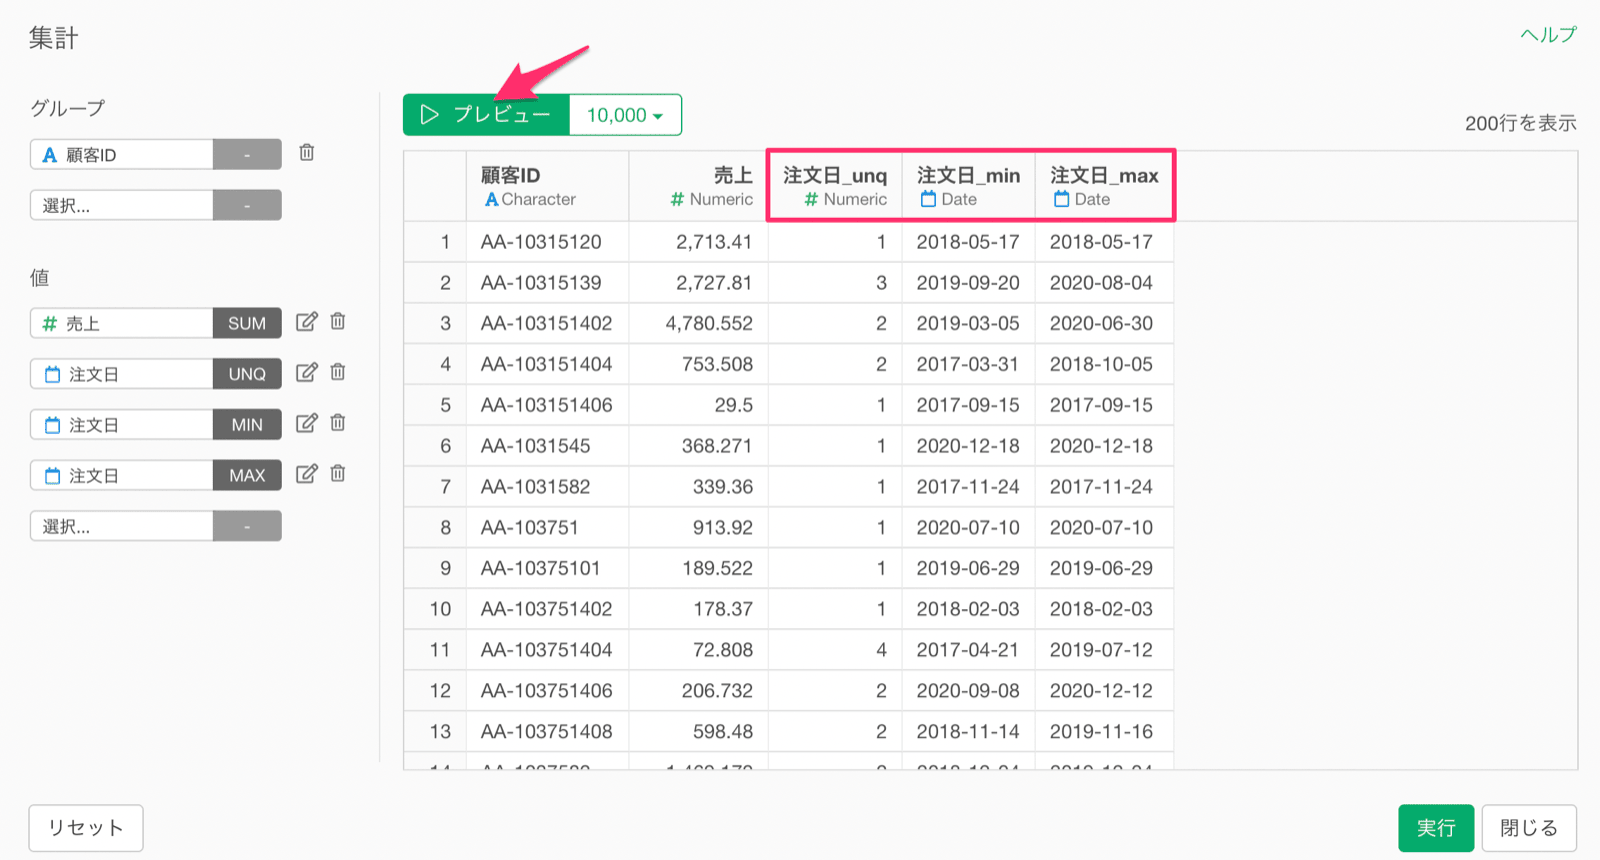 集計
ヘルプ
グループ
A 顧客ID -
選択... -
値
# 売上 SUM
注文日 UNQ
注文日 MIN
注文日 MAX
選択... -
プレビュー 10,000
200行を表示
顧客ID 売上 注文日_unq 注文日_min 注文日_max
A Character # Numeric # Numeric Date Date
1 AA-10315120 2,713.41 1 2018-05-17 2018-05-17
2 AA-10315139 2,727.81 3 2019-09-20 2020-08-04
3 AA-103151402 4,780.552 2 2019-03-05 2020-06-30
4 AA-103151404 753.508 2 2017-03-31 2018-10-05
5 AA-103151406 29.5 1 2017-09-15 2017-09-15
6 AA-1031545 368.271 1 2020-12-18 2020-12-18
7 AA-1031582 339.36 1 2017-11-24 2017-11-24
8 AA-103751 913.92 1 2020-07-10 2020-07-10
9 AA-10375101 189.522 1 2019-06-29 2019-06-29
10 AA-103751402 178.37 1 2018-02-03 2018-02-03
11 AA-103751404 72.808 4 2017-04-21 2019-07-12
12 AA-103751406 206.732 2 2020-09-08 2020-12-12
13 AA-103751408 598.48 2 2018-11-14 2019-11-16
リセット
実行 閉じる